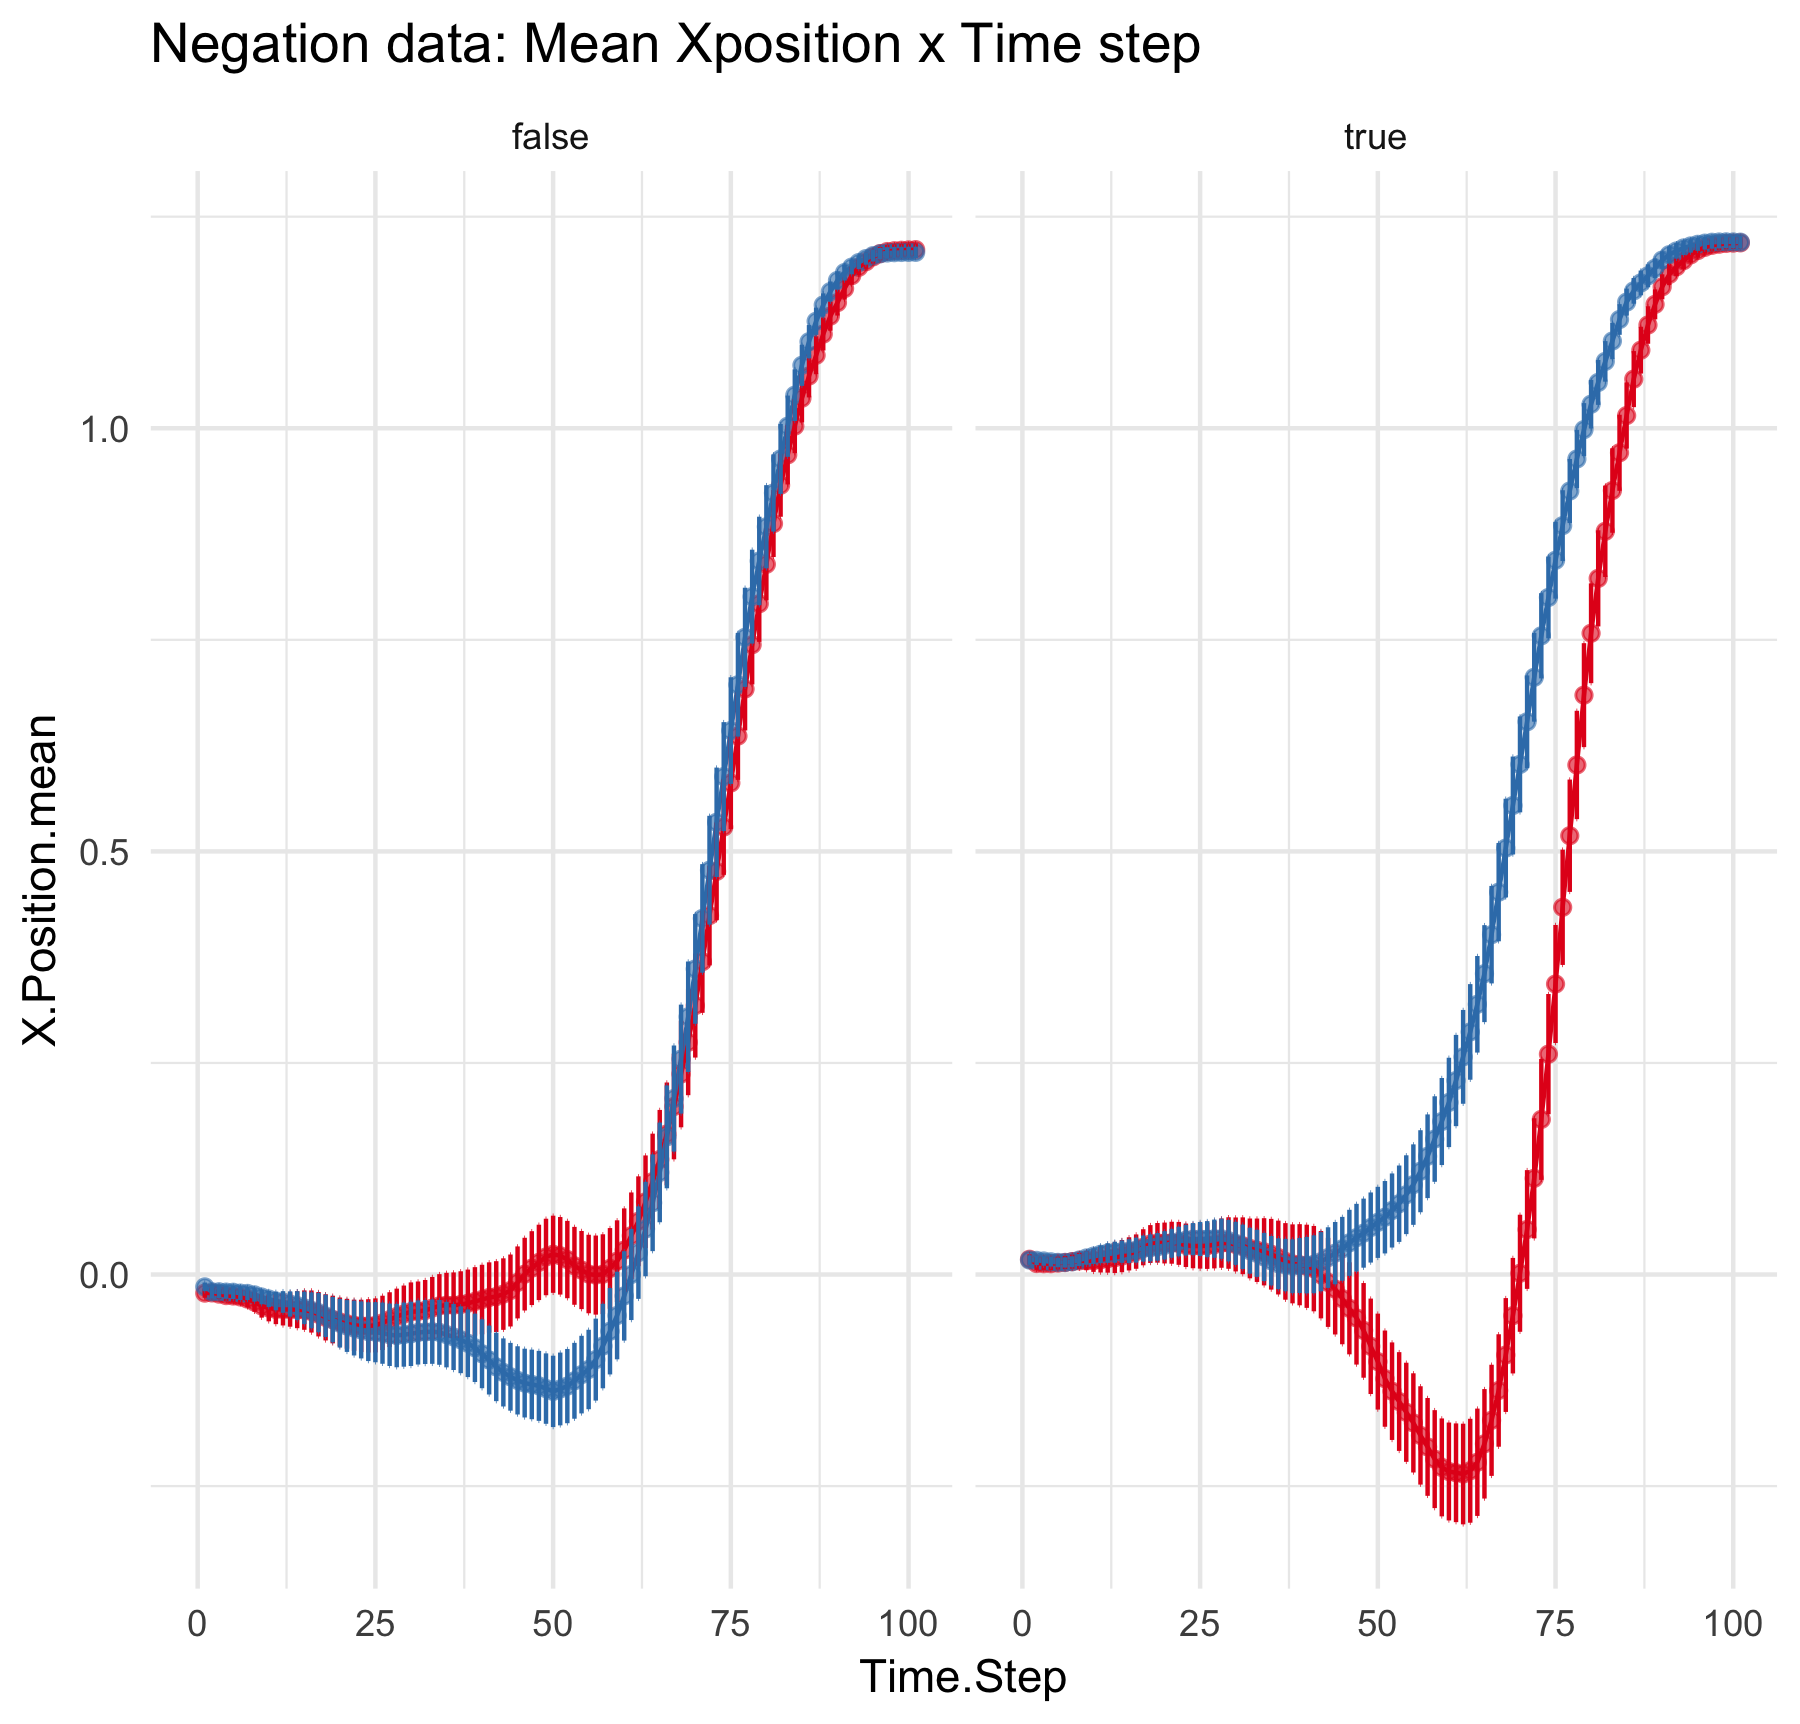 Negation data: Mean Xposition x Time step
false
true
X.Position.mean
1.0
0.5
0.0
0 25 50 75 100
0 25 50 75 100
Time.Step